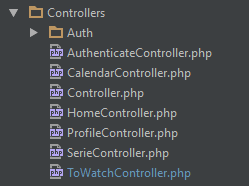 Controllers
Auth
AuthenticateController.php
CalendarController.php
Controller.php
HomeController.php
ProfileController.php
SerieController.php
ToWatchController.php